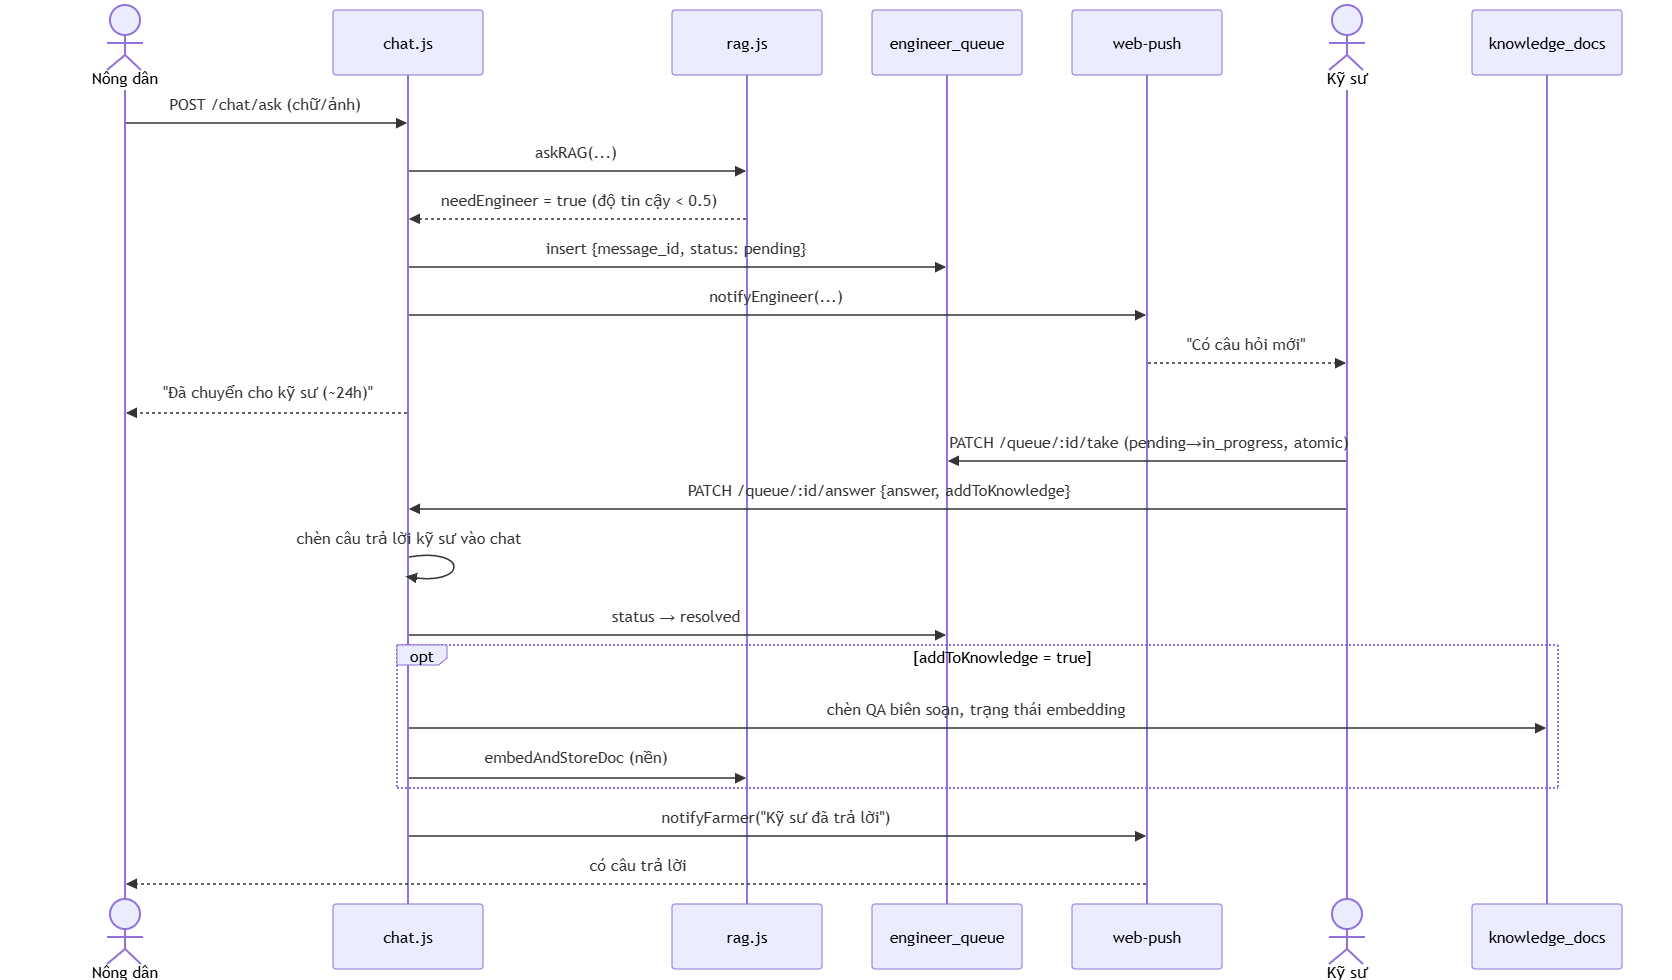 Nông dân
chat.js
rag.js
engineer_queue
web-push
Kỹ sư
knowledge_docs
POST /chat/ask (chữ/ảnh)
askRAG(...)
needEngineer = true (độ tin cậy < 0.5)
insert {message_id, status: pending}
notifyEngineer(...)
"Có câu hỏi mới"
"Đã chuyển cho kỹ sư (~24h)"
PATCH /queue/:id/take (pending→in_progress, atomic)
PATCH /queue/:id/answer {answer, addToKnowledge}
chèn câu trả lời kỹ sư vào chat
status → resolved
opt
[addToKnowledge = true]
chèn QA biên soạn, trạng thái embedding
embedAndStoreDoc (nền)
notifyFarmer("Kỹ sư đã trả lời")
có câu trả lời
Nông dân
chat.js
rag.js
engineer_queue
web-push
Kỹ sư
knowledge_docs